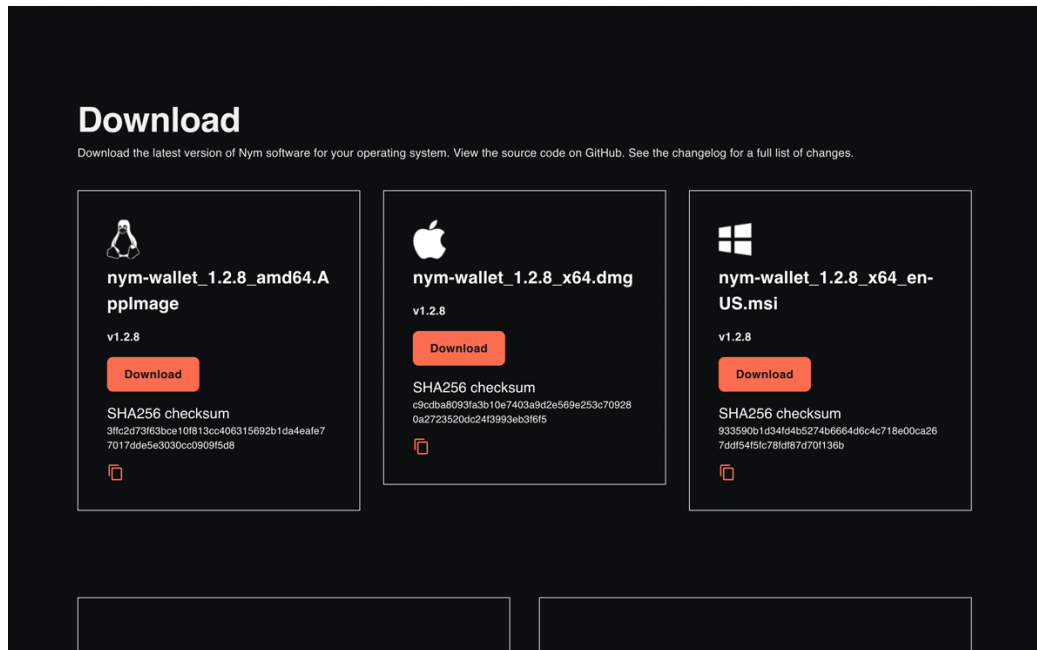 Download
Download the latest version of Nym software for your operating system. View the source code on GitHub. See the changelog for a full list of changes.
nym-wallet_1.2.8_amd64.A
ppImage
v1.2.8
Download
SHA256 checksum
3ffc2d73f63bce10f813cc406315692b1da4eafe7
7017dde5e3030cc0909f5d8
nym-wallet_1.2.8_x64.dmg
v1.2.8
Download
SHA256 checksum
c9cdba8093fa3b10e7403a9d2e569e253c70928
0a2723520dc24f3993eb3f6f5
nym-wallet_1.2.8_x64_en-
US.msi
v1.2.8
Download
SHA256 checksum
933590b1d34fd4b5274b6664d6c4c718e00ca26
7ddf54f5fc78fdf87d70f136b